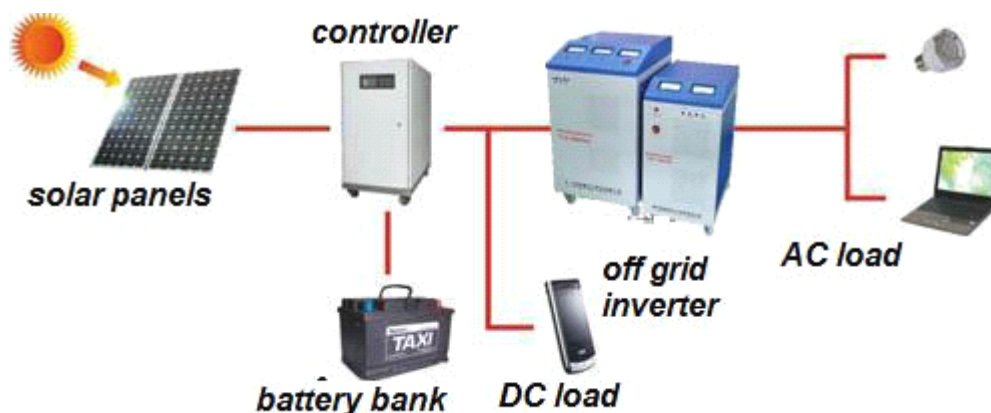 controller
solar panels
off grid
inverter
AC load
TAXI
battery bank
DC load